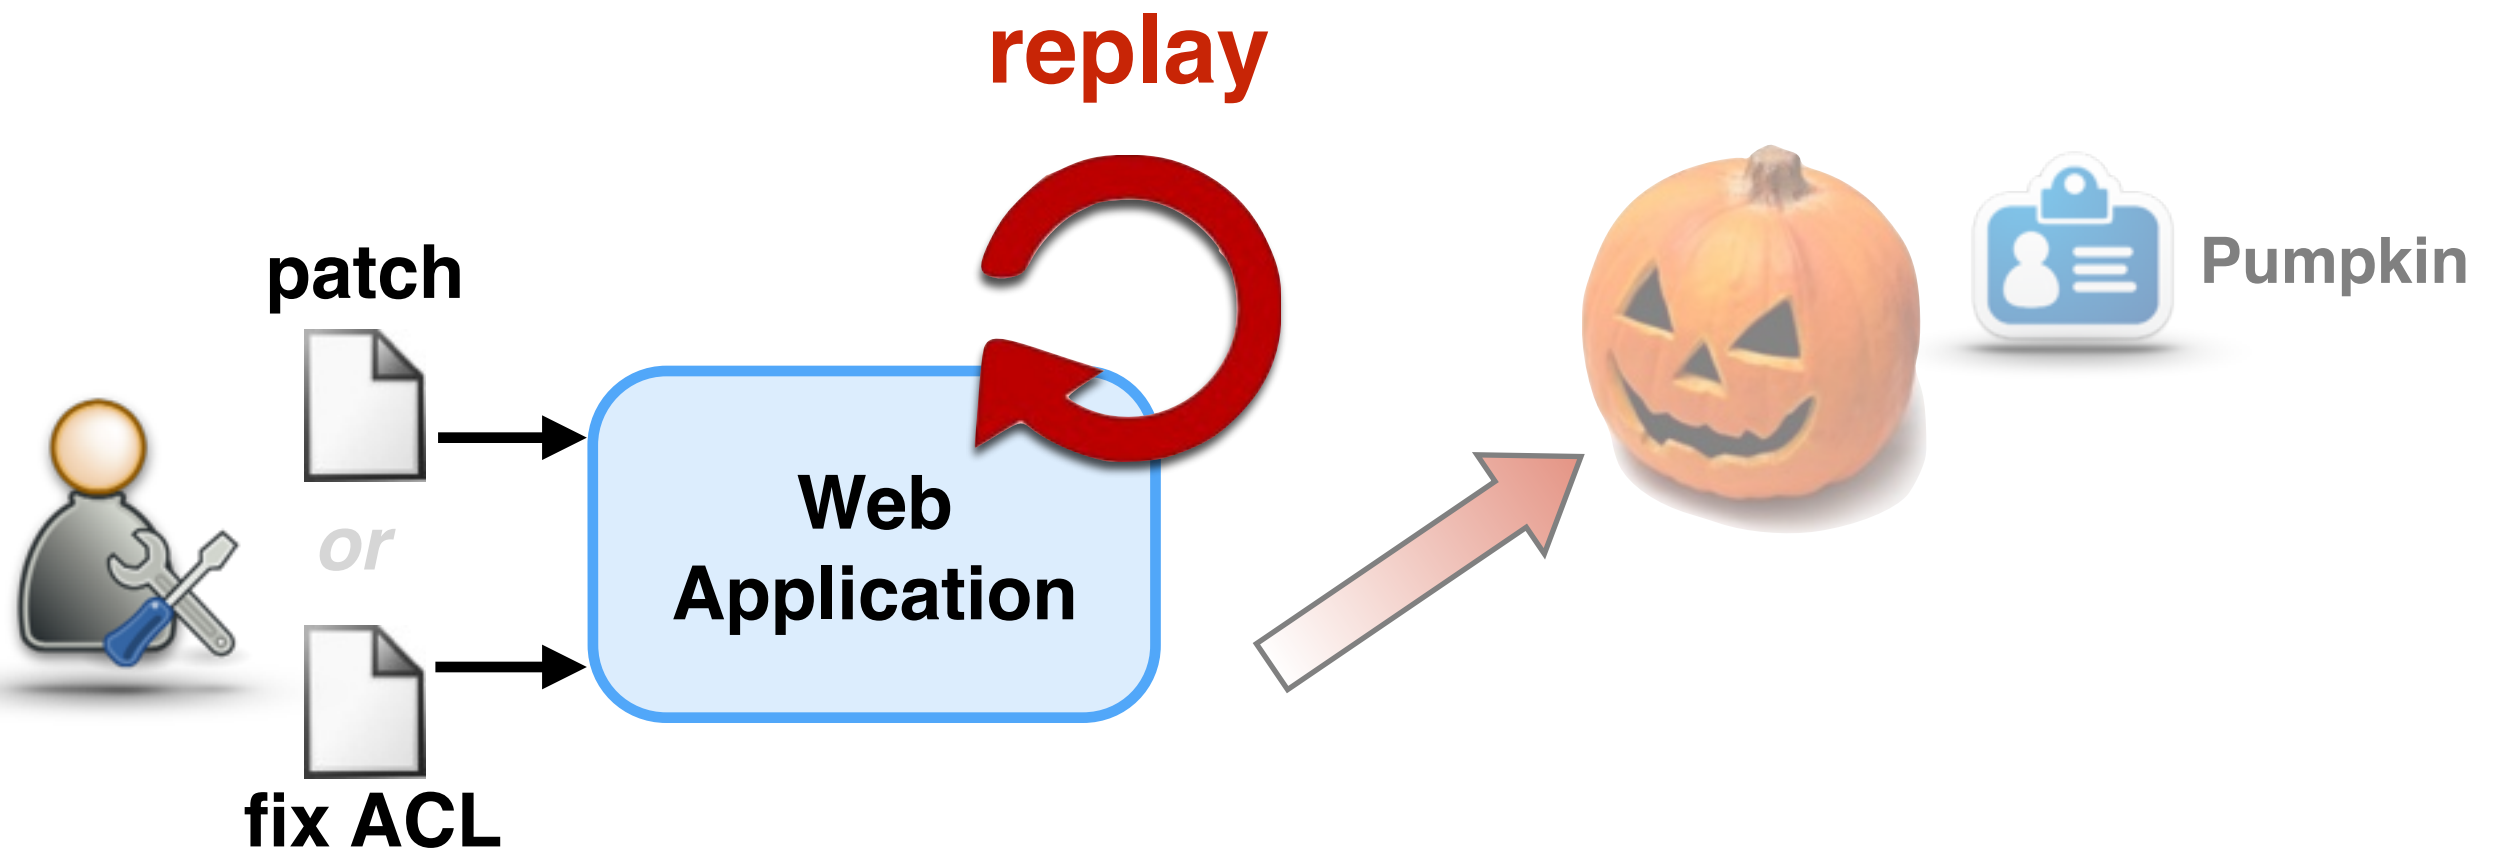 replay
patch
Pumpkin
or
Web
Application
fix ACL